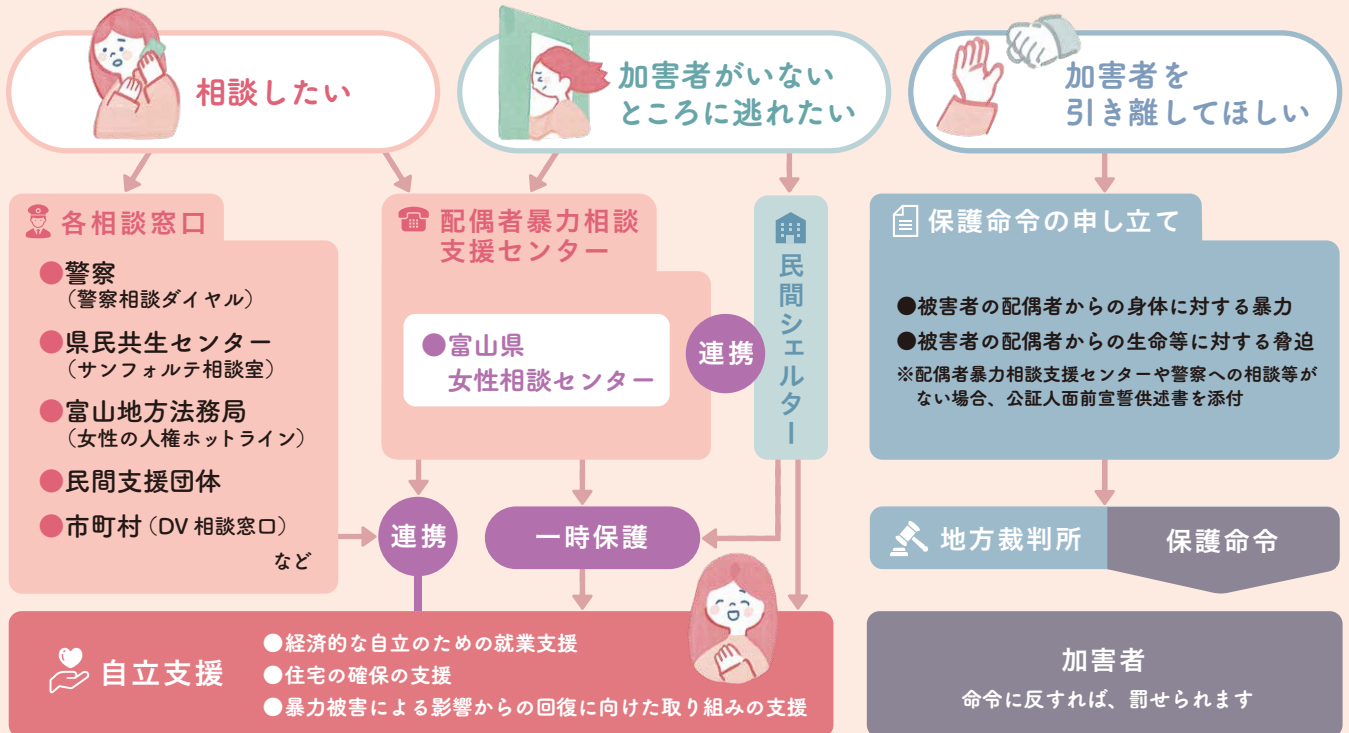 相談したい
加害者がいない
ところに逃れたい
加害者を
引き離してほしい
各相談窓口
●警察
（警察相談ダイヤル）
●県民共生センター
（サンフォルテ相談室）
●富山地方法務局
（女性の人権ホットライン）
●民間支援団体
●市町村（DV 相談窓口）
など
配偶者暴力相談
支援センター
●富山県
女性相談センター
連携
民間シェルター
連携
一時保護
保護命令の申し立て
●被害者の配偶者からの身体に対する暴力
●被害者の配偶者からの生命等に対する脅迫
※配偶者暴力相談支援センターや警察への相談等が
ない場合、公証人面前宣誓供述書を添付
地方裁判所
保護命令
自立支援
●経済的な自立のための就業支援
●住宅の確保の支援
●暴力被害による影響からの回復に向けた取り組みの支援
加害者
命令に反すれば、罰せられます